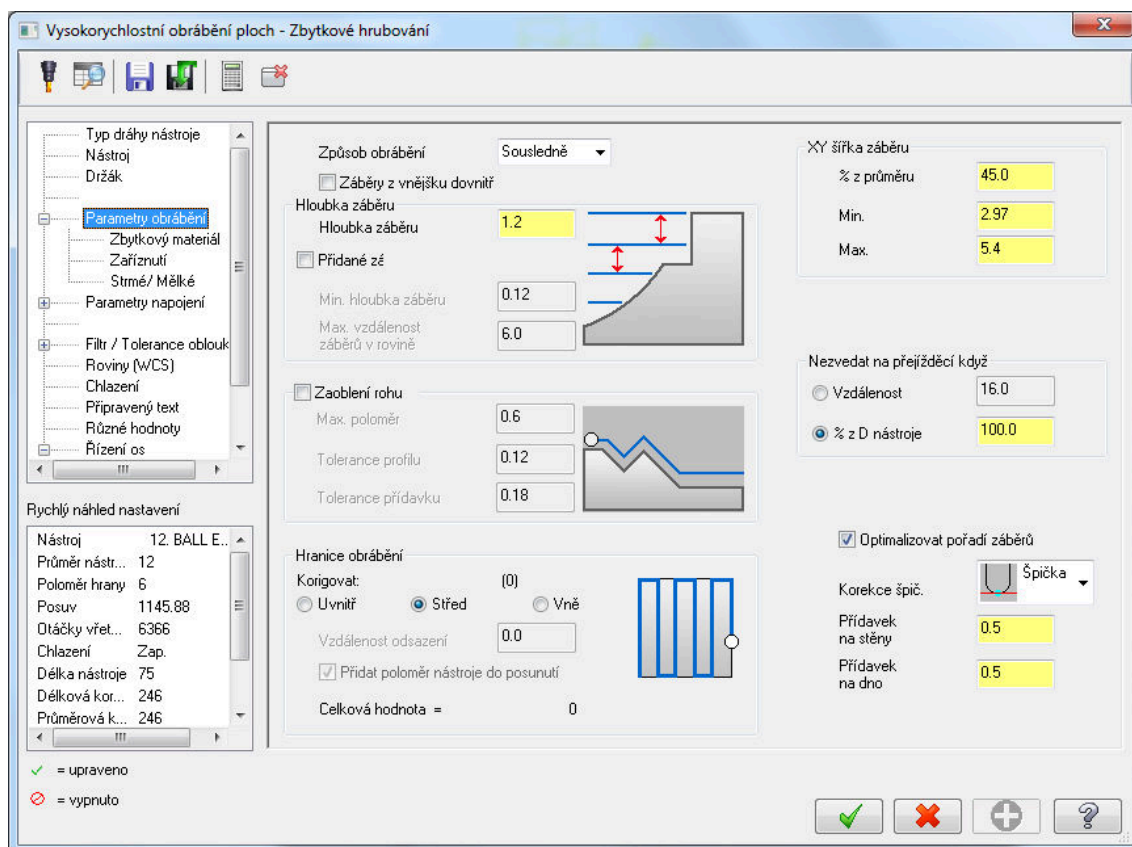 Vysokorychlostní obrábění ploch - Zbytkové hrubování
Typ dráhy nástroje
Nástroj
Držák
Parametry obrábění
Zbytkový materiál
Zaříznutí
Strmé/ Mělké
Parametry napojení
Filtr / Tolerance oblouk
Roviny (WCS)
Chlazení
Připravený text
Různé hodnoty
Řízení os
Rychlý náhled nastavení
Nástroj 12. BALL E..
Průměr nástr... 12
Poloměr hrany 6
Posuv 1145.88
Otáčky vřet... 6366
Chlazení Zap.
Délka nástroje 75
Délková kor... 246
Průměrová k... 246
= upraveno
= vypnuto
Způsob obrábění Sousledně
Záběry z vnějšku dovnitř
Hloubka záběru
Hloubka záběru 1.2
Přidané zé
Min. hloubka záběru 0.12
Max. vzdálenost
záběrů v rovině 6.0
Zaoblení rohu
Max. poloměr 0.6
Tolerance profilu 0.12
Tolerance přídavku 0.18
Hranice obrábění
Korigovat: (0)
Uvnitř Střed Vně
Vzdálenost odsazení 0.0
Přidat poloměr nástroje do posunutí
Celková hodnota = 0
XY šířka záběru
% z průměru 45.0
Min. 2.97
Max. 5.4
Nezvedat na přejížděcí když
Vzdálenost 16.0
% z D nástroje 100.0
Optimalizovat pořadí záběrů
Korekce špič. Špička
Přídavek
na stěny 0.5
Přídavek
na dno 0.5